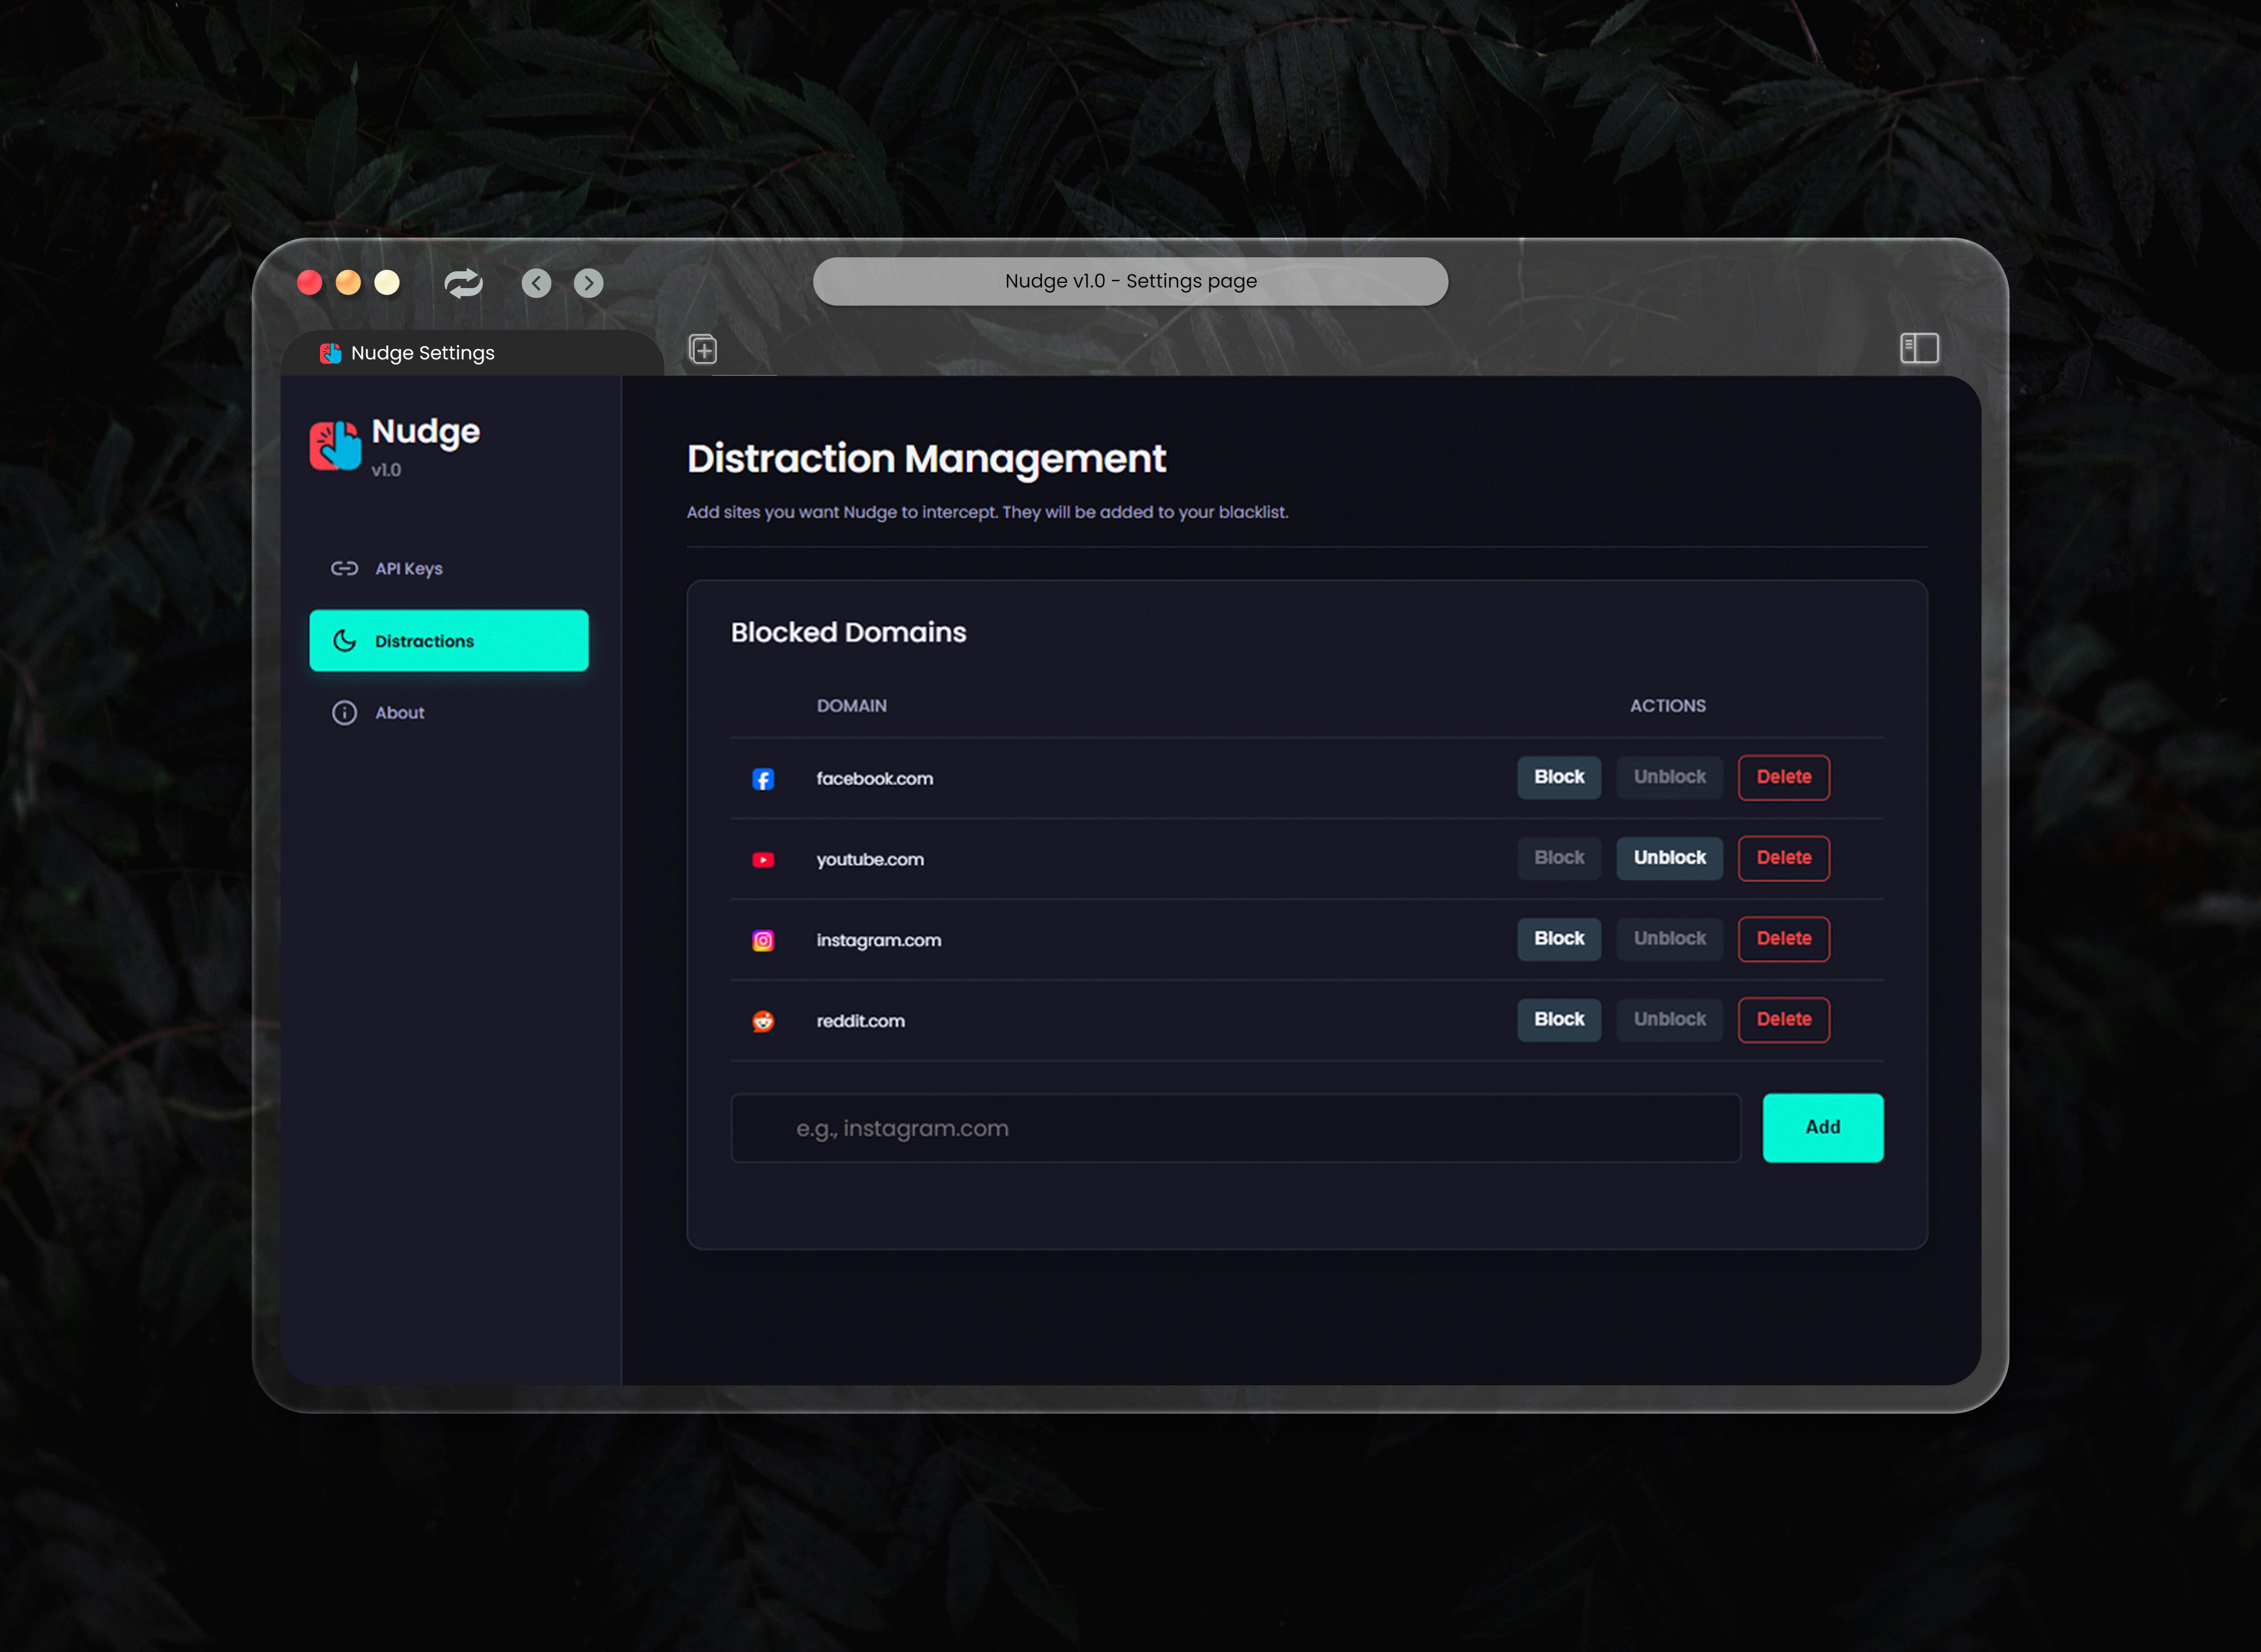 Nudge v1.0 - Settings page
Nudge Settings
Nudge
v1.0
API Keys
Distractions
About
Distraction Management
Add sites you want Nudge to intercept. They will be added to your blacklist.
Blocked Domains
DOMAIN ACTIONS
facebook.com Block Unblock Delete
youtube.com Block Unblock Delete
instagram.com Block Unblock Delete
reddit.com Block Unblock Delete
e.g., instagram.com Add